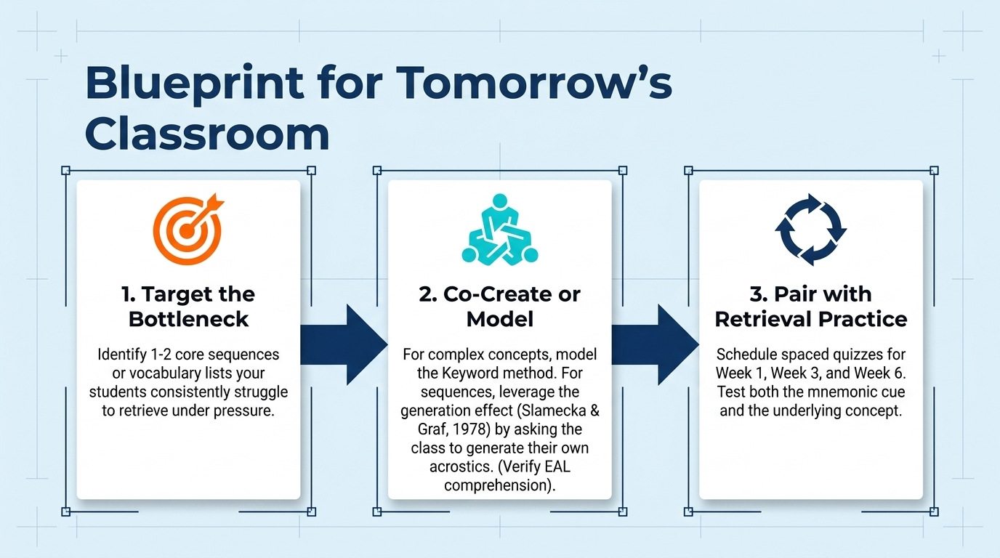 Blueprint for Tomorrow’s
Classroom
1. Target the
Bottleneck
Identify 1-2 core sequences
or vocabulary lists your
students consistently struggle
to retrieve under pressure.
2. Co-Create or
Model
For complex concepts, model
the Keyword method. For
sequences, leverage the
generation effect (Slamecka &
Graf, 1978) by asking the
class to generate their own
acrostics. (Verify EAL
comprehension).
3. Pair with
Retrieval Practice
Schedule spaced quizzes for
Week 1, Week 3, and Week 6.
Test both the mnemonic cue
and the underlying concept.